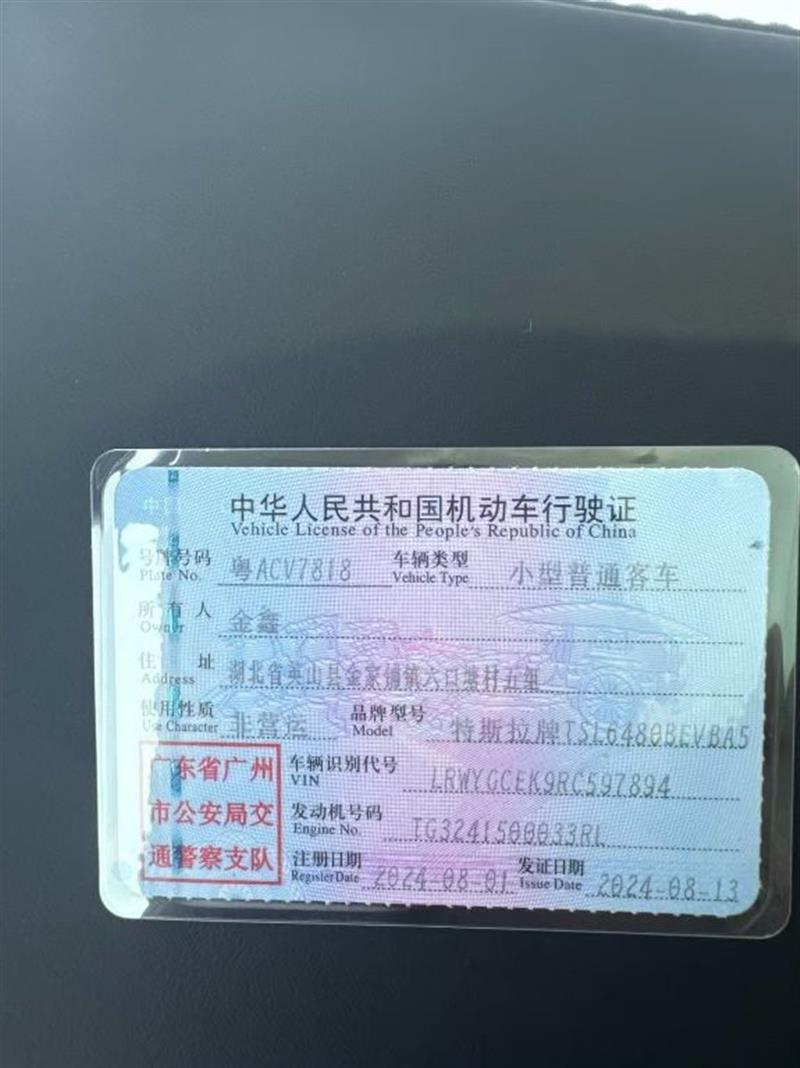 中华人民共和国机动车行驶证
Vehicle License of the People's Republic of China
号牌号码 粤ACV7818 车辆类型 小型普通客车
Plate No. Vehicle Type
所有人 金鑫
Owner
住址 湖北省英山县金家铺镇六口塘村五组
Address
使用性质 非营运 品牌型号 特斯拉牌TSL6480BEVBA5
Use Character Model
广东省广州
市公安局交
通警察支队
车辆识别代号 LRWYGCEK9RC597894
VIN
发动机号码 TG3241500033RL
Engine No.
注册日期 2024-08-01 发证日期 2024-08-13
Register Date Issue Date